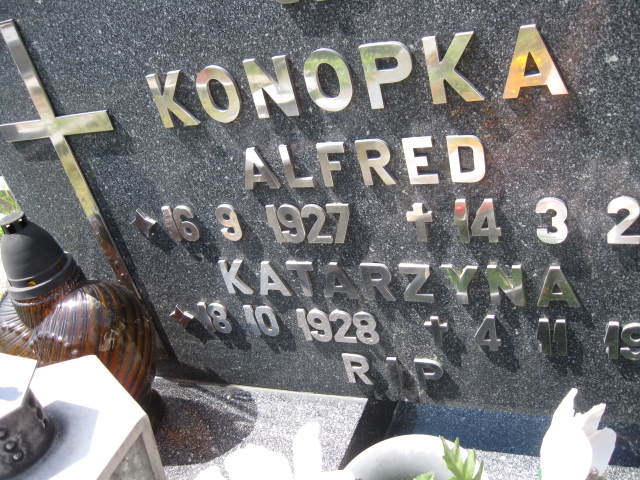 KONOPKA
ALFRED
* 16 9 1927 † 14 3 2
KATARZYNA
* 18 10 1928 † 4 11 19
R I P